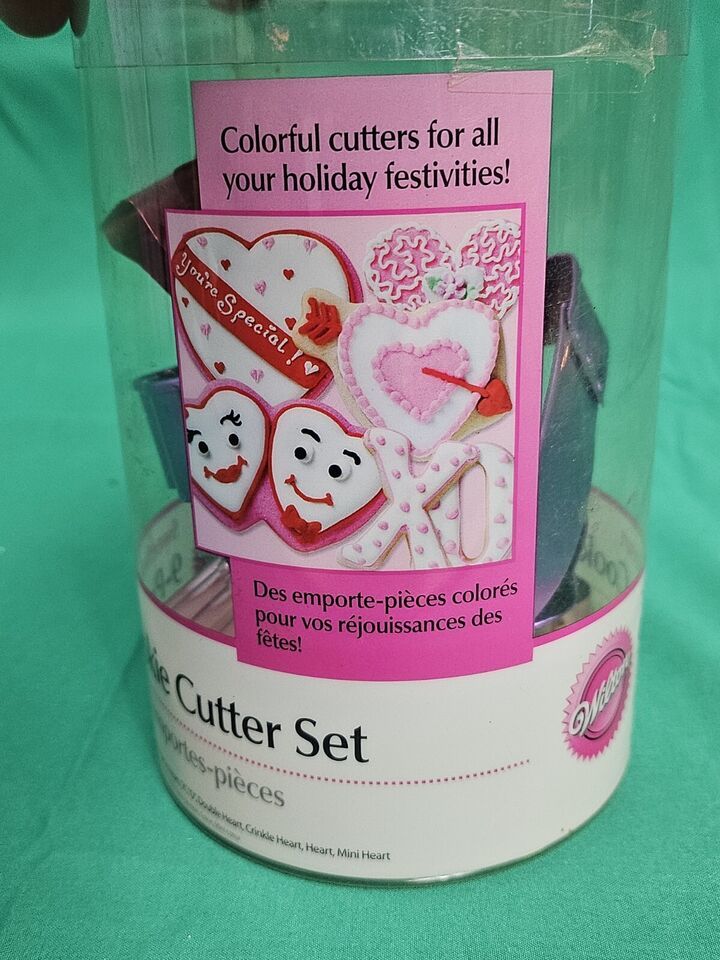 Colorful cutters for all
your holiday festivities!
You're Special!
XO
Des emporte-pièces colorés
pour vos réjouissances des
fêtes!
kie Cutter Set
portes-pièces
Double Heart, Crinkle Heart, Heart, Mini Heart
Wilton